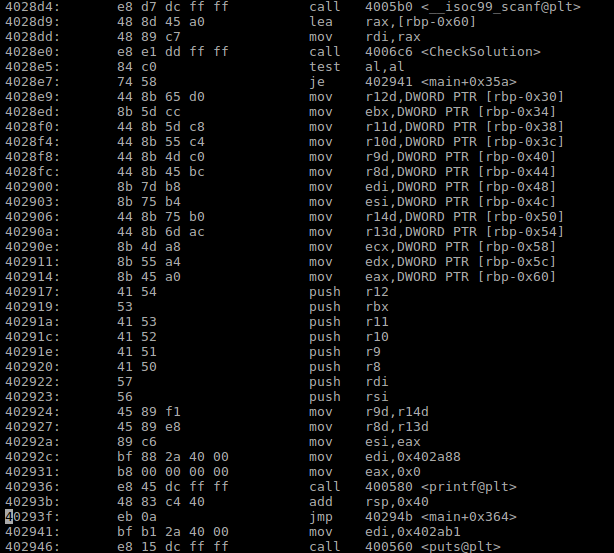 4028d4: e8 d7 dc ff ff call 4005b0 <__isoc99_scanf@plt>
4028d9: 48 8d 45 a0 lea rax,[rbp-0x60]
4028dd: 48 89 c7 mov rdi,rax
4028e0: e8 e1 dd ff ff call 4006c6 <CheckSolution>
4028e5: 84 c0 test al,al
4028e7: 74 58 je 402941 <main+0x35a>
4028e9: 44 8b 65 d0 mov r12d,DWORD PTR [rbp-0x30]
4028ed: 8b 5d cc mov ebx,DWORD PTR [rbp-0x34]
4028f0: 44 8b 5d c8 mov r11d,DWORD PTR [rbp-0x38]
4028f4: 44 8b 55 c4 mov r10d,DWORD PTR [rbp-0x3c]
4028f8: 44 8b 4d c0 mov r9d,DWORD PTR [rbp-0x40]
4028fc: 44 8b 45 bc mov r8d,DWORD PTR [rbp-0x44]
402900: 8b 7d b8 mov edi,DWORD PTR [rbp-0x48]
402903: 8b 75 b4 mov esi,DWORD PTR [rbp-0x4c]
402906: 44 8b 75 b0 mov r14d,DWORD PTR [rbp-0x50]
40290a: 44 8b 6d ac mov r13d,DWORD PTR [rbp-0x54]
40290e: 8b 4d a8 mov ecx,DWORD PTR [rbp-0x58]
402911: 8b 55 a4 mov edx,DWORD PTR [rbp-0x5c]
402914: 8b 45 a0 mov eax,DWORD PTR [rbp-0x60]
402917: 41 54 push r12
402919: 53 push rbx
40291a: 41 53 push r11
40291c: 41 52 push r10
40291e: 41 51 push r9
402920: 41 50 push r8
402922: 57 push rdi
402923: 56 push rsi
402924: 45 89 f1 mov r9d,r14d
402927: 45 89 e8 mov r8d,r13d
40292a: 89 c6 mov esi,eax
40292c: bf 88 2a 40 00 mov edi,0x402a88
402931: b8 00 00 00 00 mov eax,0x0
402936: e8 45 dc ff ff call 400580 <printf@plt>
40293b: 48 83 c4 40 add rsp,0x40
40293f: eb 0a jmp 40294b <main+0x364>
402941: bf b1 2a 40 00 mov edi,0x402ab1
402946: e8 15 dc ff ff call 400560 <puts@plt>